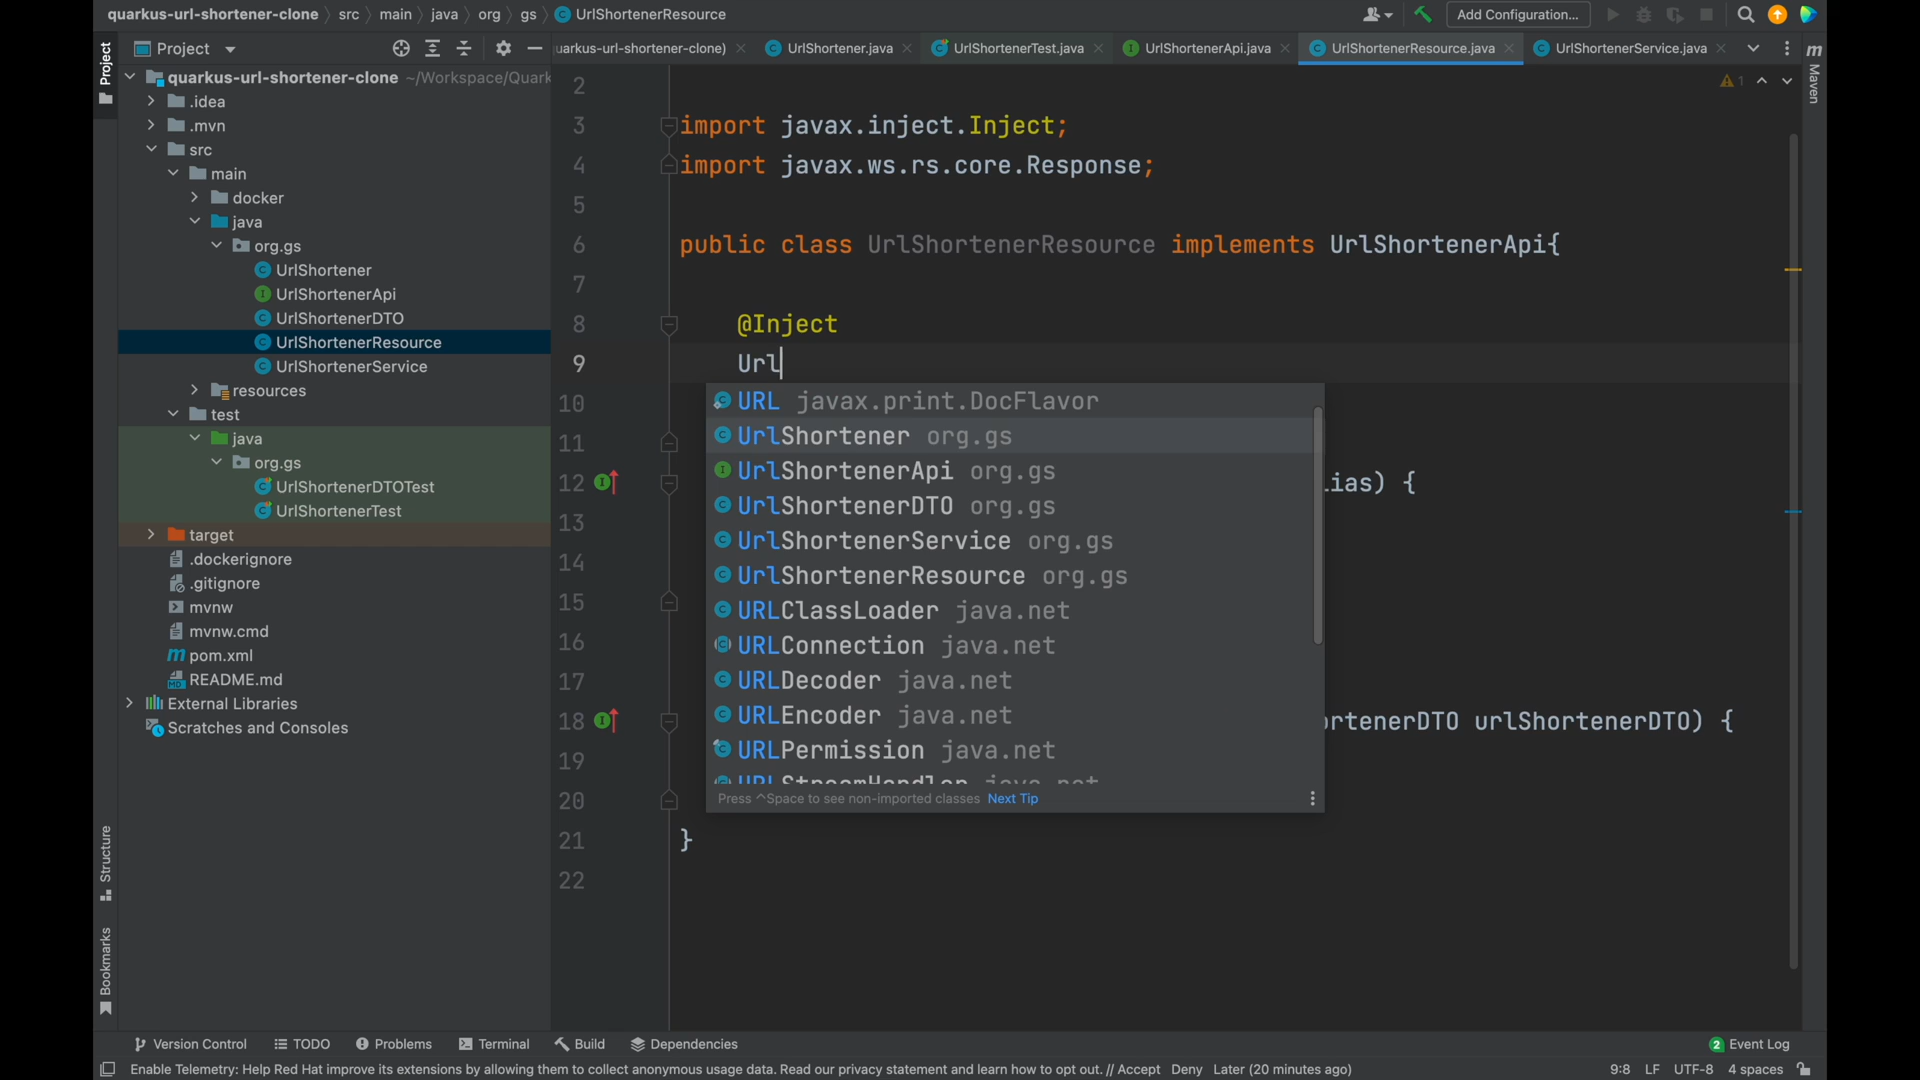 quarkus-url-shortener-clone src main java org gs UrlShortenerResource
Add Configuration...
Project
Project
uarkus-url-shortener-clone)
UrlShortener.java
UrlShortenerTest.java
UrlShortenerApi.java
UrlShortenerResource.java
UrlShortenerService.java
m
Maven
quarkus-url-shortener-clone ~/Workspace/Quark
.idea
.mvn
src
main
docker
java
org.gs
UrlShortener
UrlShortenerApi
UrlShortenerDTO
UrlShortenerResource
UrlShortenerService
resources
test
java
org.gs
UrlShortenerDTOTest
UrlShortenerTest
target
.dockerignore
.gitignore
mvnw
mvnw.cmd
pom.xml
README.md
External Libraries
Scratches and Consoles
Structure
Bookmarks
1
2
3 import javax.inject.Inject;
4 import javax.ws.rs.core.Response;
5
6 public class UrlShortenerResource implements UrlShortenerApi{
7
8 @Inject
9 Url
10
11
12 lias) {
13
14
15
16
17
18 ortenerDTO urlShortenerDTO) {
19
20
21 }
22
URL javax.print.DocFlavor
UrlShortener org.gs
UrlShortenerApi org.gs
UrlShortenerDTO org.gs
UrlShortenerService org.gs
UrlShortenerResource org.gs
URLClassLoader java.net
URLConnection java.net
URLDecoder java.net
URLEncoder java.net
URLPermission java.net
URLStreamHandler java.net
Press ^Space to see non-imported classes Next Tip
Version Control TODO Problems Terminal Build Dependencies
2 Event Log
Enable Telemetry: Help Red Hat improve its extensions by allowing them to collect anonymous usage data. Read our privacy statement and learn how to opt out. // Accept Deny Later (20 minutes ago)
9:8 LF UTF-8 4 spaces